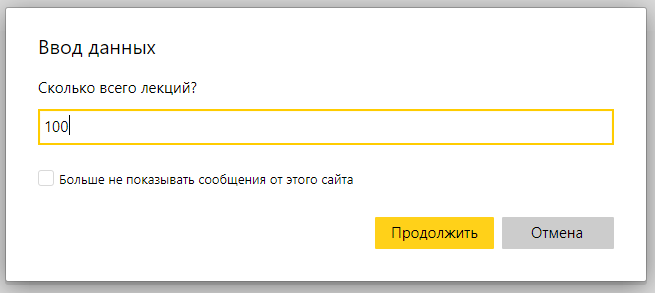 Ввод данных
Сколько всего лекций?
100
Больше не показывать сообщения от этого сайта
Продолжить
Отмена